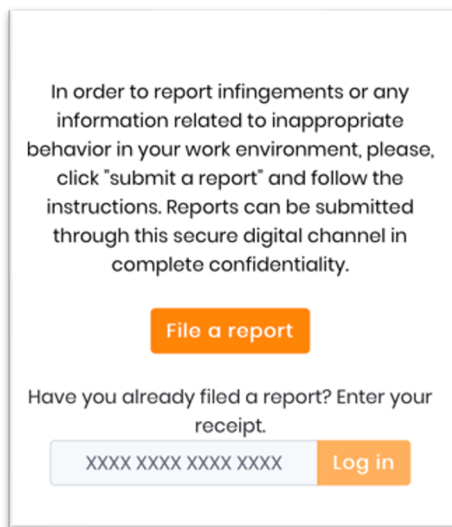 In order to report infingements or any
information related to inappropriate
behavior in your work environment, please,
click "submit a report" and follow the
instructions. Reports can be submitted
through this secure digital channel in
complete confidentiality.
File a report
Have you already filed a report? Enter your
receipt.
XXXX XXXX XXXX XXXX Log in